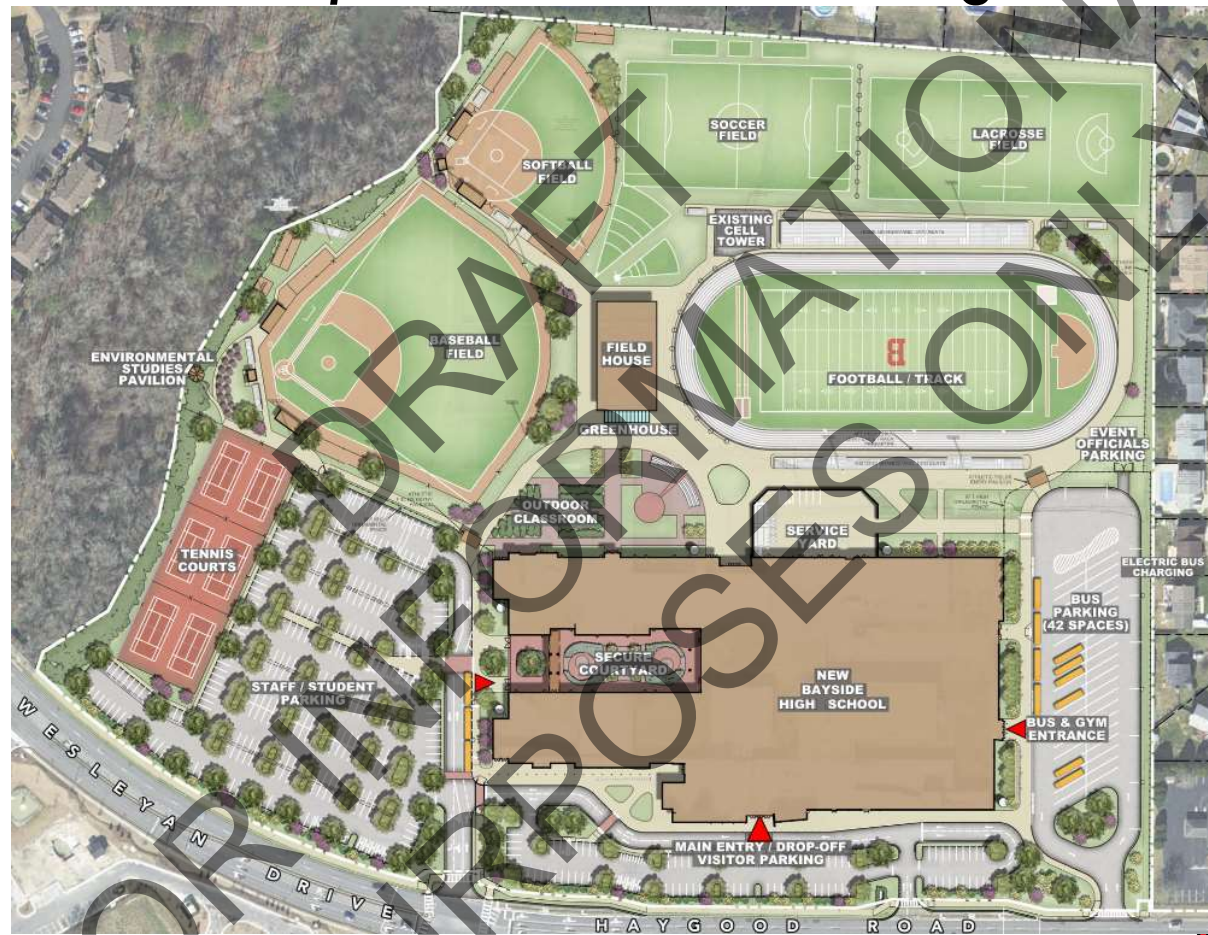 SOCCER
FIELD
LACROSSE
FIELD
SOFTBALL
FIELD
EXISTING
CELL
TOWER
ENVIRONMENTAL
STUDIES
PAVILION
BASEBALL
FIELD
FIELD
HOUSE
B
FOOTBALL / TRACK
GREENHOUSE
EVENT
OFFICIALS
PARKING
OUTDOOR
CLASSROOM
SERVICE
YARD
TENNIS
COURTS
ELECTRIC BUS
CHARGING
BUS
PARKING
(42 SPACES)
SECURE
COURTYARD
STAFF / STUDENT
PARKING
NEW
BAYSIDE
HIGH SCHOOL
BUS & GYM
ENTRANCE
MAIN ENTRY / DROP-OFF
VISITOR PARKING
WESLEYAN DRIVE
HAYGOOD ROAD
DRAFT
FOR INFORMATIONAL
PURPOSES ONLY